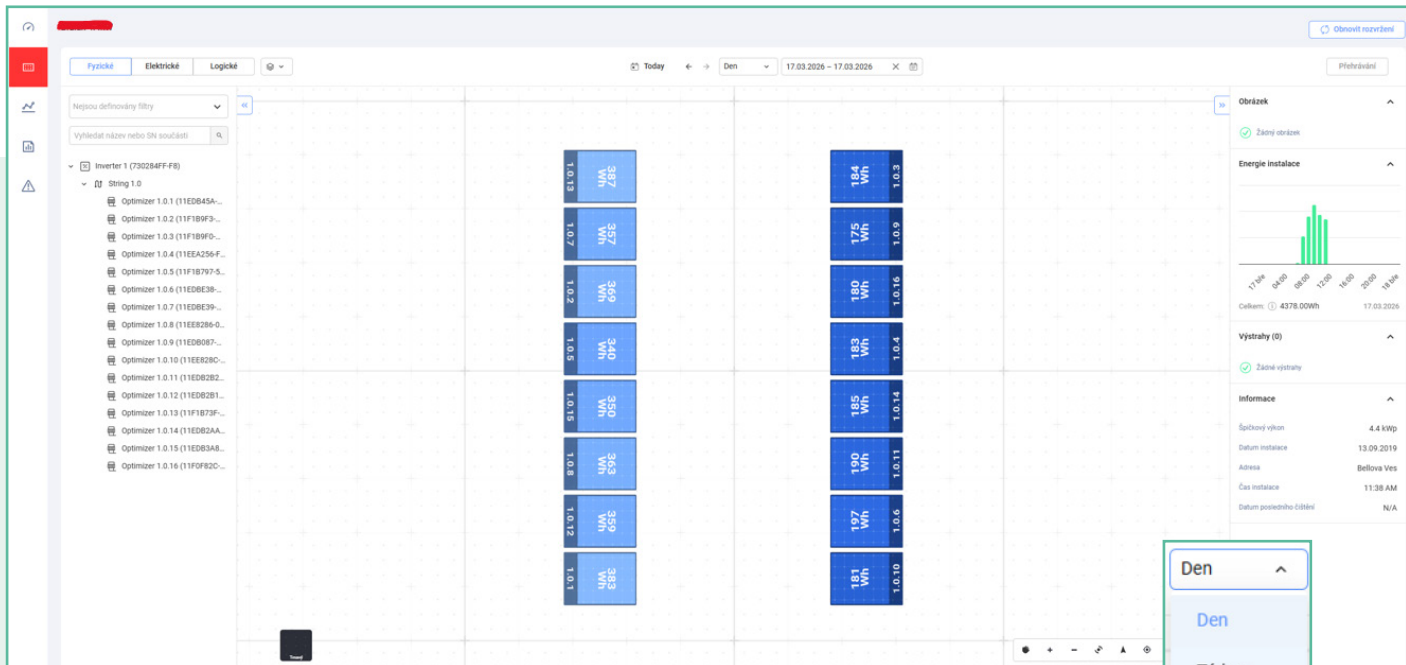 Obnovit rozvržení
Fyzické Elektrické Logické
Today Den 17.03.2026 – 17.03.2026
Přehrávání
Nejsou definovány filtry
Vyhledat název nebo SN součásti
Inverter 1 (730284FF-F8)
String 1.0
Optimizer 1.0.1 (11EDB45A-...
Optimizer 1.0.2 (11F1B9F3-...
Optimizer 1.0.3 (11F1B9F0-...
Optimizer 1.0.4 (11EEA256-F...
Optimizer 1.0.5 (11F1B797-5...
Optimizer 1.0.6 (11EDBE38-...
Optimizer 1.0.7 (11EDBE39-...
Optimizer 1.0.8 (11EE8286-0...
Optimizer 1.0.9 (11EDB087-...
Optimizer 1.0.10 (11EE828C-...
Optimizer 1.0.11 (11EDB2B2...
Optimizer 1.0.12 (11EDB2B1...
Optimizer 1.0.13 (11F1B73F-...
Optimizer 1.0.14 (11EDB2AA...
Optimizer 1.0.15 (11EDB3A8...
Optimizer 1.0.16 (11F0F82C-...
387 Wh 1.0.13
357 Wh 1.0.7
369 Wh 1.0.2
340 Wh 1.0.5
350 Wh 1.0.15
363 Wh 1.0.8
359 Wh 1.0.12
383 Wh 1.0.1
184 Wh 1.0.3
175 Wh 1.0.9
180 Wh 1.0.16
183 Wh 1.0.4
185 Wh 1.0.14
190 Wh 1.0.11
197 Wh 1.0.6
181 Wh 1.0.10
Obrázek
Žádný obrázek
Energie instalace
17 bře 04:00 08:00 12:00 16:00 20:00 18 bře
Celkem: 4378.00Wh 17.03.2026
Výstrahy (0)
Žádné výstrahy
Informace
Špičkový výkon 4.4 kWp
Datum instalace 13.09.2019
Adresa Bellova Ves
Čas instalace 11:38 AM
Datum posledního čištění N/A
Den
Den